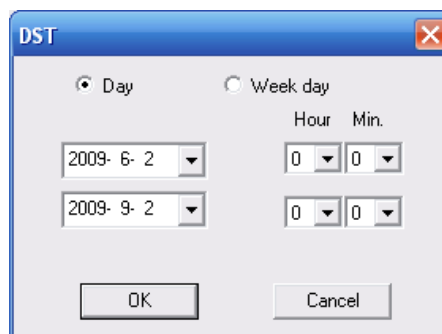 DST
Day Week day
Hour Min.
2009- 6- 2 0 0
2009- 9- 2 0 0
OK Cancel